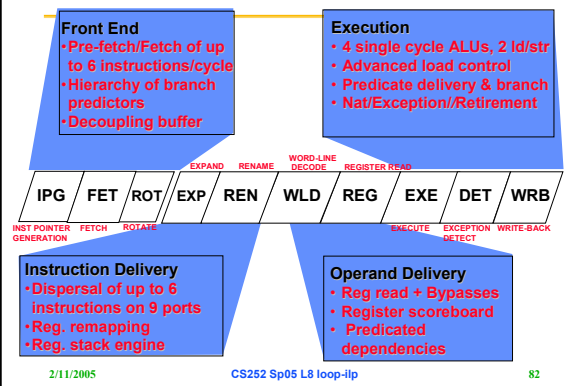 Front End
•Pre-fetch/Fetch of up
to 6 instructions/cycle
•Hierarchy of branch
predictors
•Decoupling buffer
Execution
• 4 single cycle ALUs, 2 ld/str
• Advanced load control
• Predicate delivery & branch
• Nat/Exception//Retirement
EXPAND
RENAME
WORD-LINE
DECODE
REGISTER READ
IPG
FET
ROT
EXP
REN
WLD
REG
EXE
DET
WRB
INST POINTER
GENERATION
FETCH
ROTATE
EXECUTE
EXCEPTION
DETECT
WRITE-BACK
Instruction Delivery
•Dispersal of up to 6
instructions on 9 ports
•Reg. remapping
•Reg. stack engine
Operand Delivery
• Reg read + Bypasses
• Register scoreboard
• Predicated
dependencies
2/11/2005
CS252 Sp05 L8 loop-ilp
82